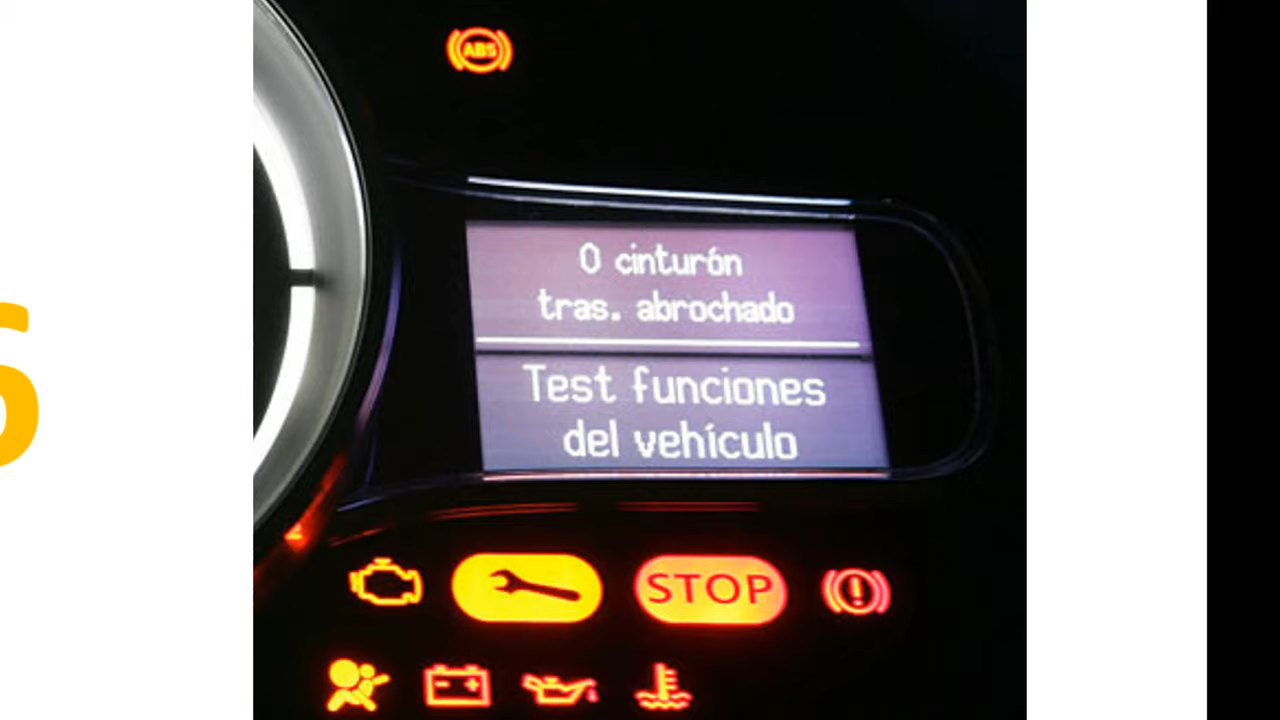 ABS
0 cinturón
tras. abrochado
Test funciones
del vehículo
STOP